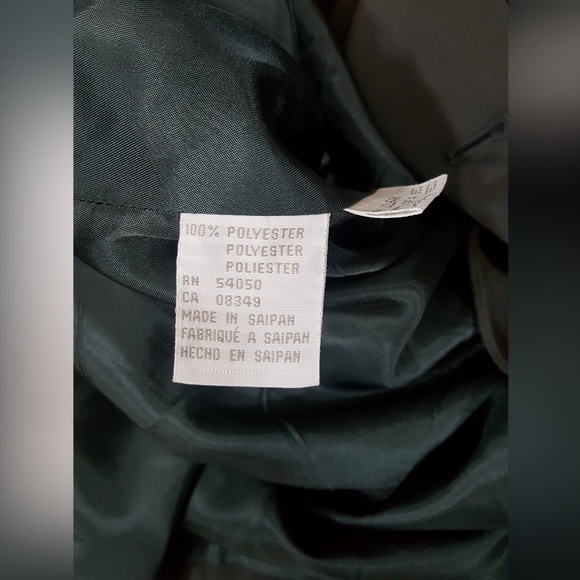 100% POLYESTER
POLYESTER
POLIESTER
RN 54050
CA 08349
MADE IN SAIPAN
FABRIQUÉ A SAIPAN
HECHO EN SAIPAN